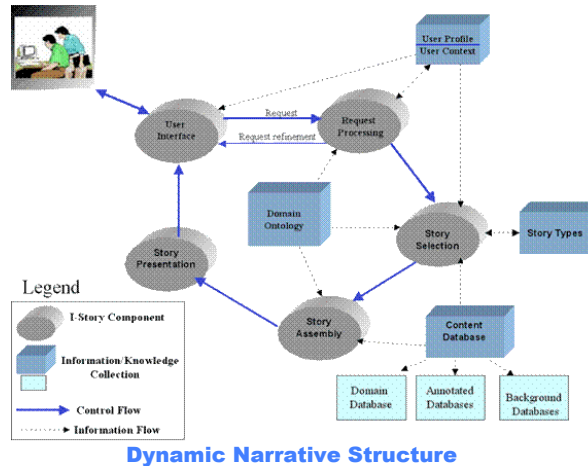 User Profile
User Context
User
Interface
Request
Request refinement
Request
Processing
Domain
Ontology
Story
Selection
Story Types
Story
Presentation
Legend
I-Story Component
Story
Assembly
Content
Database
Information/Knowledge
Collection
Control Flow
Information Flow
Domain
Database
Annotated
Databases
Background
Databases
Dynamic Narrative Structure